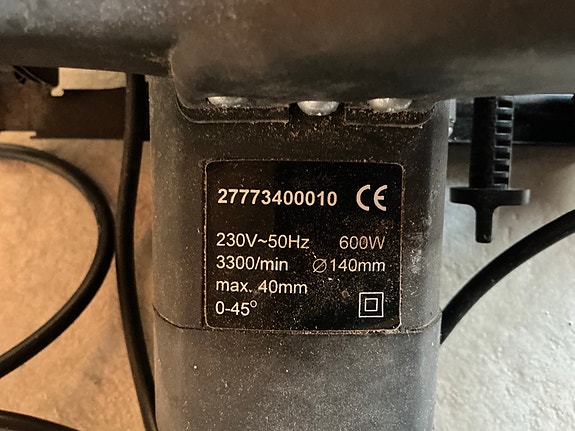 27773400010 CE
230V~50Hz 600W
3300/min ∅140mm
max. 40mm
0-45°